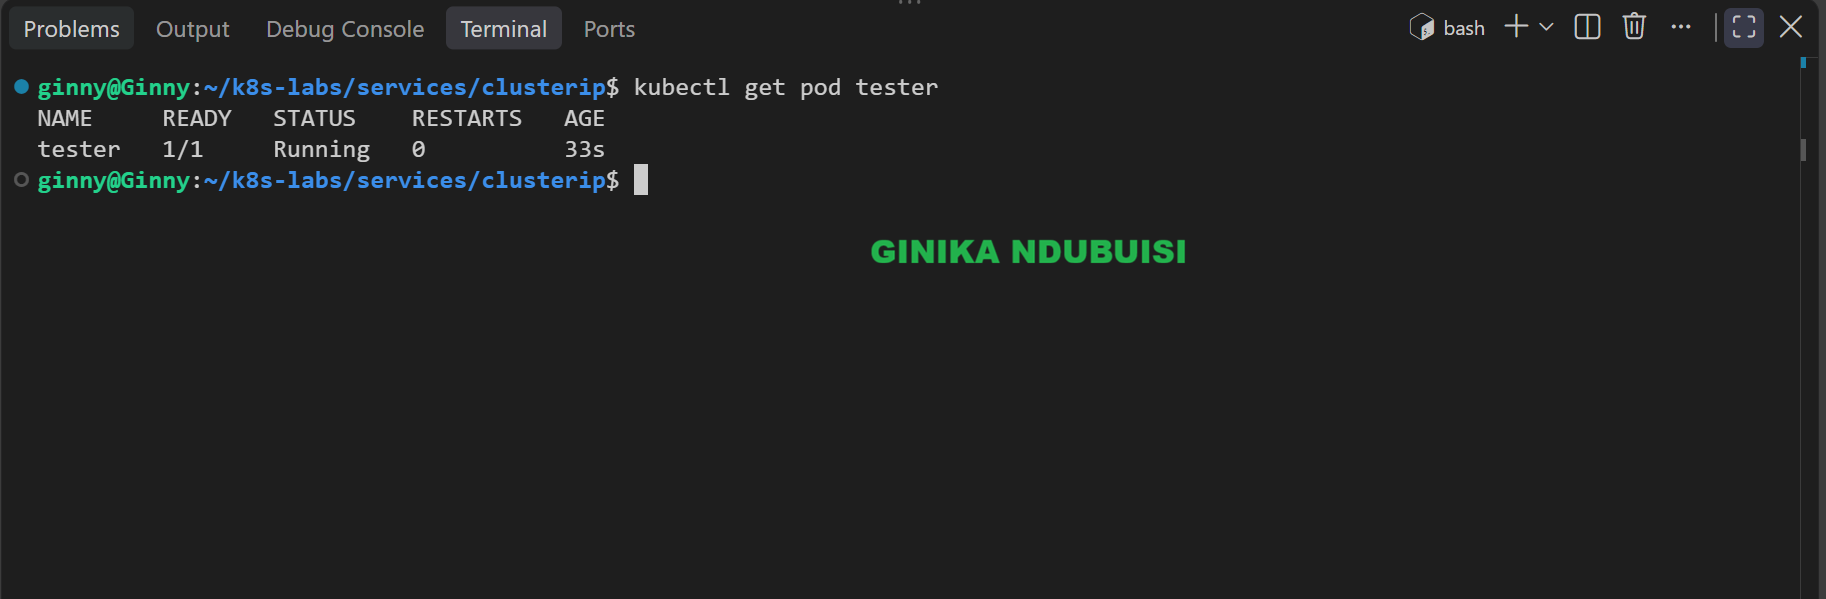 Problems Output Debug Console Terminal Ports bash
ginny@Ginny:~/k8s-labs/services/clusterip$ kubectl get pod tester
NAME READY STATUS RESTARTS AGE
tester 1/1 Running 0 33s
ginny@Ginny:~/k8s-labs/services/clusterip$
GINIKA NDUBUISI